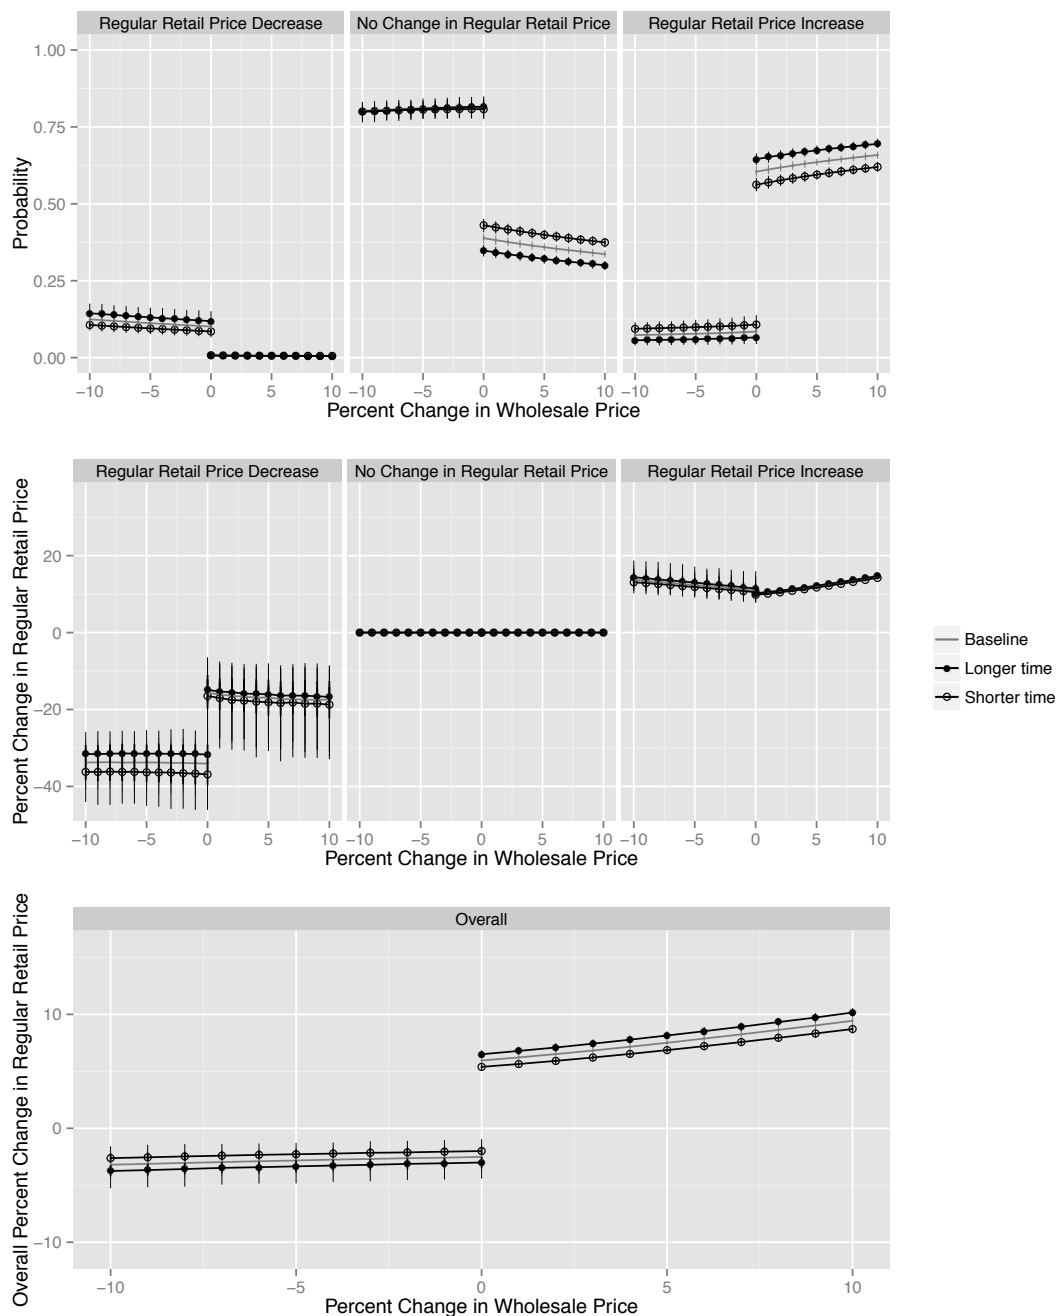 Regular Retail Price Decrease No Change in Regular Retail Price Regular Retail Price Increase
1.00
0.75
0.50
0.25
0.00
Probability
−10 −5 0 5 10 −10 −5 0 5 10 −10 −5 0 5 10
Percent Change in Wholesale Price
Regular Retail Price Decrease No Change in Regular Retail Price Regular Retail Price Increase
20
0
−20
−40
Percent Change in Regular Retail Price
−10 −5 0 5 10 −10 −5 0 5 10 −10 −5 0 5 10
Percent Change in Wholesale Price
Baseline
Longer time
Shorter time
Overall
10
0
−10
Overall Percent Change in Regular Retail Price
−10 −5 0 5 10
Percent Change in Wholesale Price